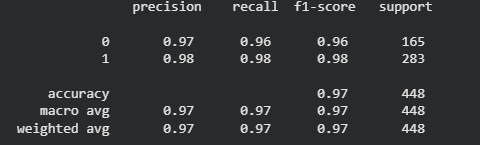 precision recall f1-score support
0 0.97 0.96 0.96 165
1 0.98 0.98 0.98 283
accuracy 0.97 448
macro avg 0.97 0.97 0.97 448
weighted avg 0.97 0.97 0.97 448